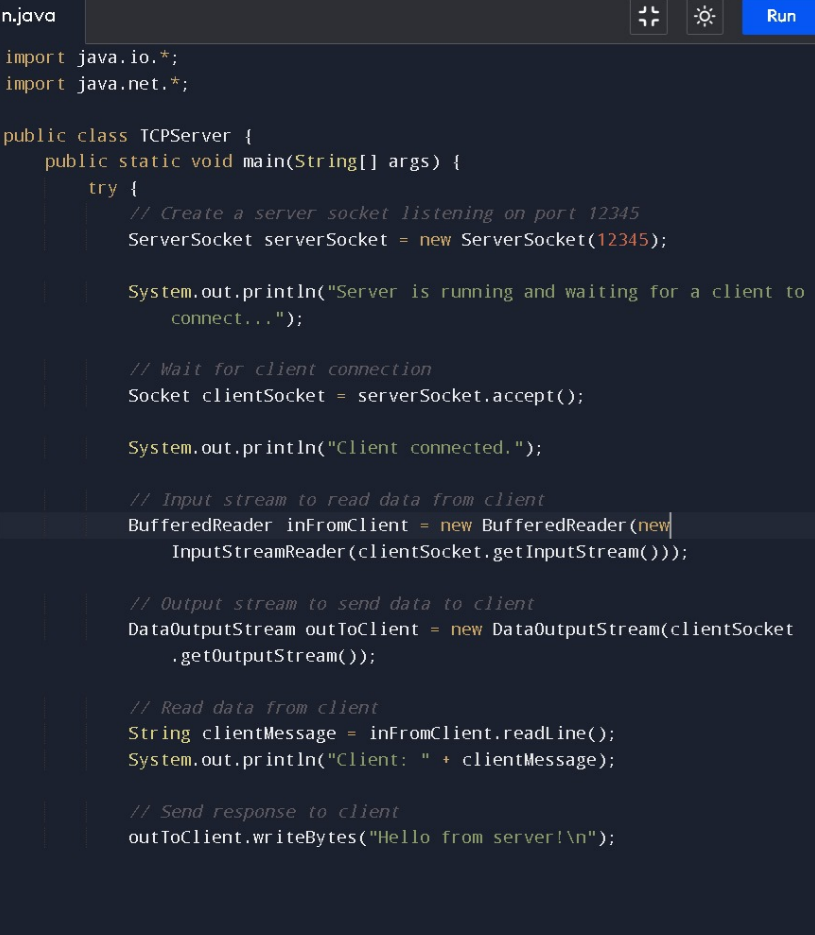 n.java
Run
import java.io.*;
import java.net.*;
public class TCPServer {
public static void main(String[] args) {
try {
// Create a server socket listening on port 12345
ServerSocket serverSocket = new ServerSocket(12345);
System.out.println("Server is running and waiting for a client to
connect...");
// Wait for client connection
Socket clientSocket = serverSocket.accept();
System.out.println("Client connected.");
// Input stream to read data from client
BufferedReader inFromClient = new BufferedReader(new
InputStreamReader(clientSocket.getInputStream()));
// Output stream to send data to client
DataOutputStream outToClient = new DataOutputStream(clientSocket
.getOutputStream());
// Read data from client
String clientMessage = inFromClient.readLine();
System.out.println("Client: " + clientMessage);
// Send response to client
outToClient.writeBytes("Hello from server!\n");